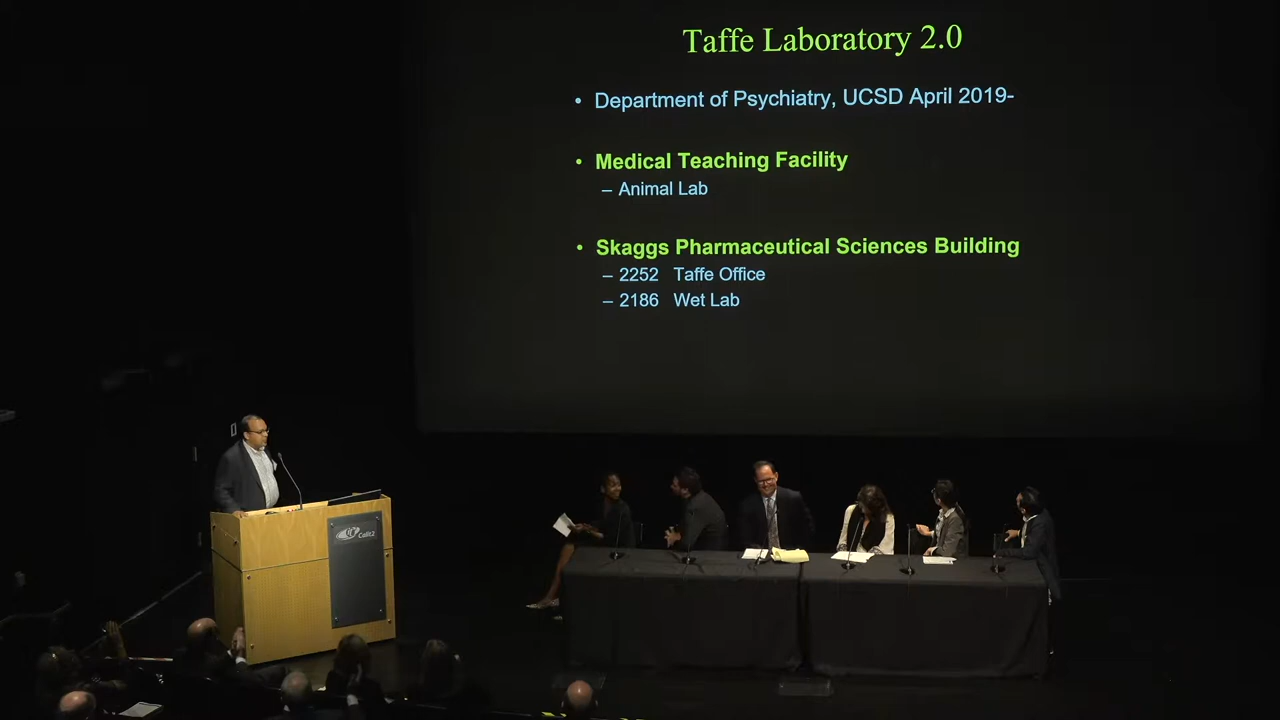 Taffe Laboratory 2.0
• Department of Psychiatry, UCSD April 2019-
• Medical Teaching Facility
– Animal Lab
• Skaggs Pharmaceutical Sciences Building
– 2252 Taffe Office
– 2186 Wet Lab
Calit2